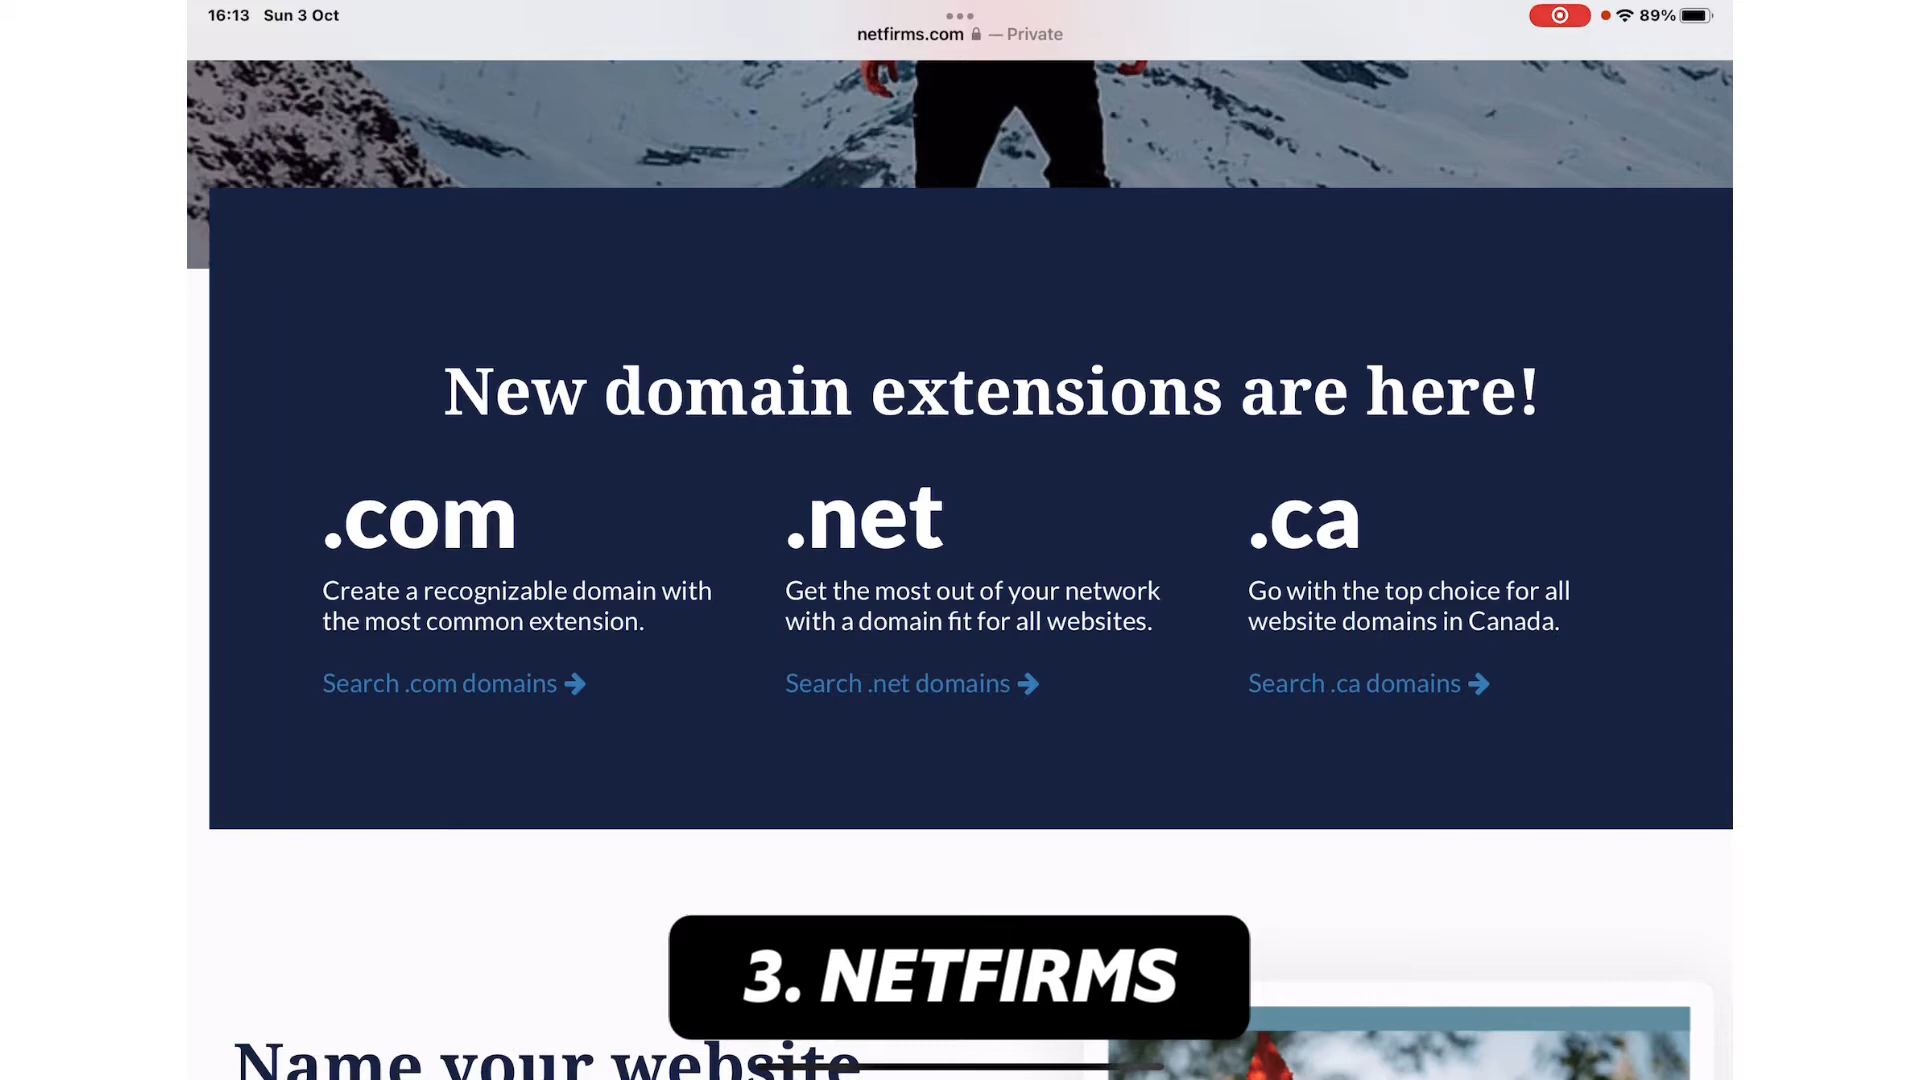 16:13 Sun 3 Oct
89%
netfirms.com — Private
New domain extensions are here!
.com
Create a recognizable domain with
the most common extension.
Search .com domains
.net
Get the most out of your network
with a domain fit for all websites.
Search .net domains
.ca
Go with the top choice for all
website domains in Canada.
Search .ca domains
3. NETFIRMS
Name your website